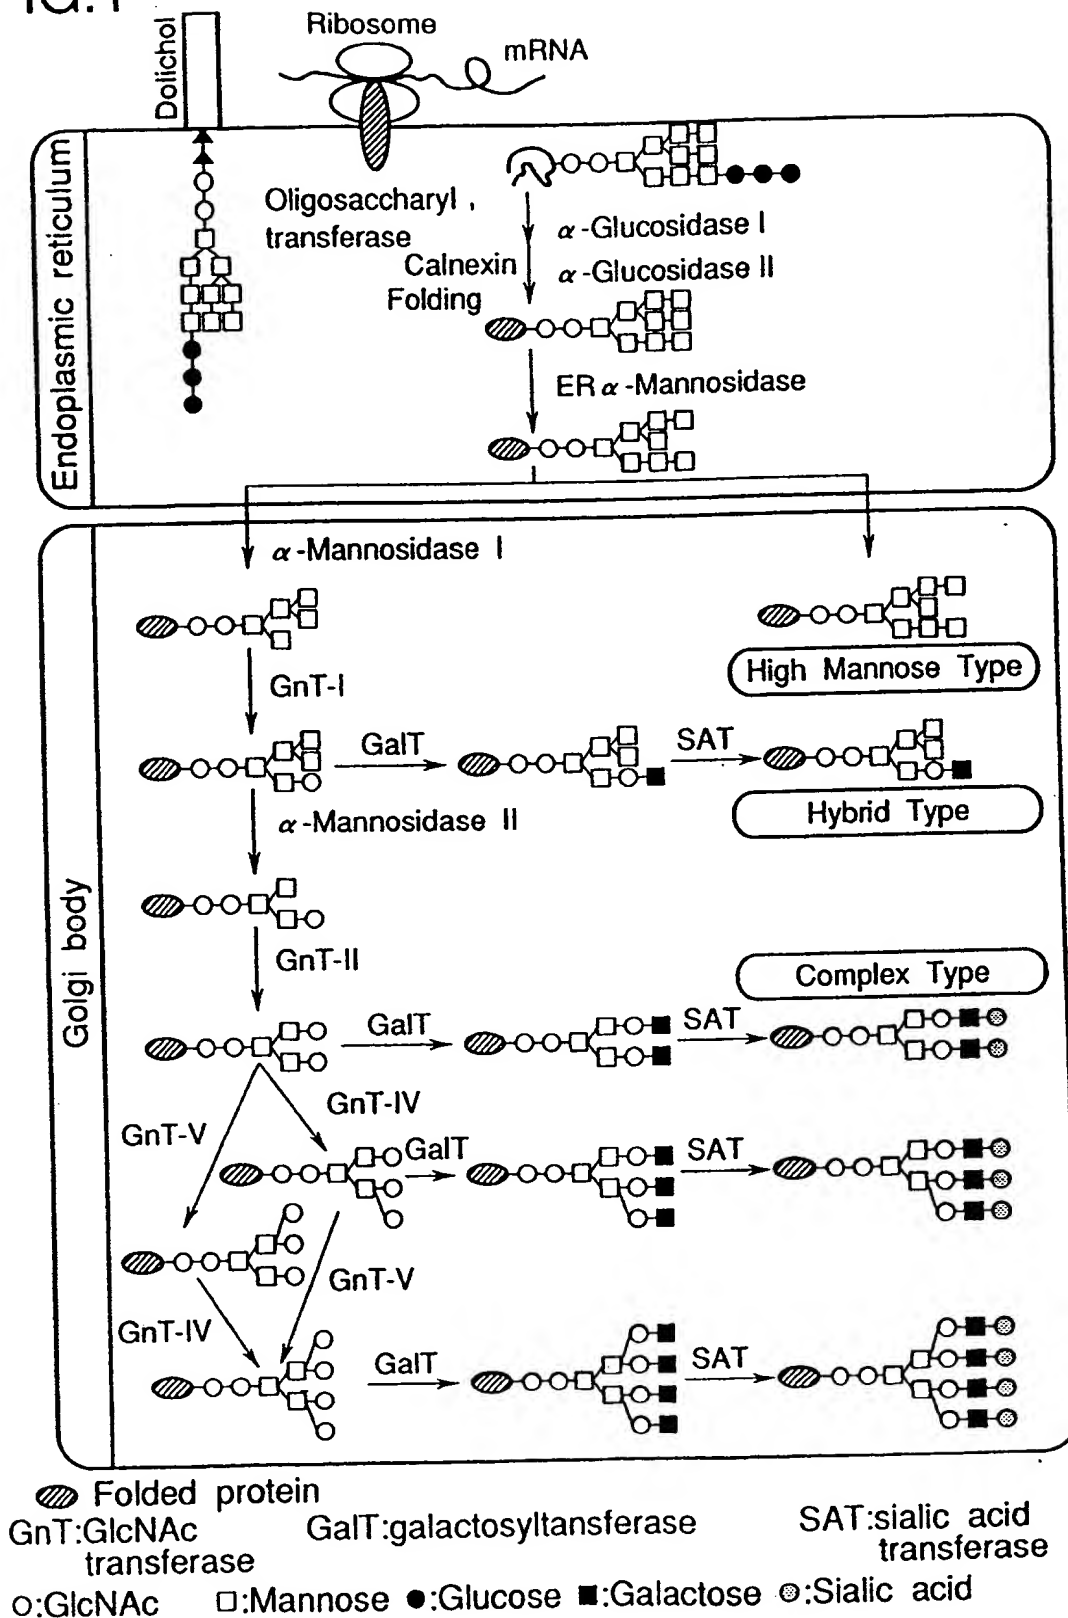 Ribosome
mRNA
Dolichol
Endoplasmic reticulum
Oligosaccharyl
transferase
α-Glucosidase I
Calnexin
Folding
α-Glucosidase II
ER α-Mannosidase
Golgi body
α-Mannosidase I
High Mannose Type
GnT-I
GalT
SAT
Hybrid Type
α-Mannosidase II
GnT-II
Complex Type
GalT
SAT
GnT-V
GnT-IV
GalT
SAT
GnT-V
GnT-IV
GalT
SAT
Folded protein
GnT:GlcNAc
transferase
GalT:galactosyltansferase
SAT:sialic acid
transferase
○:GlcNAc □:Mannose ●:Glucose ■:Galactose :Sialic acid